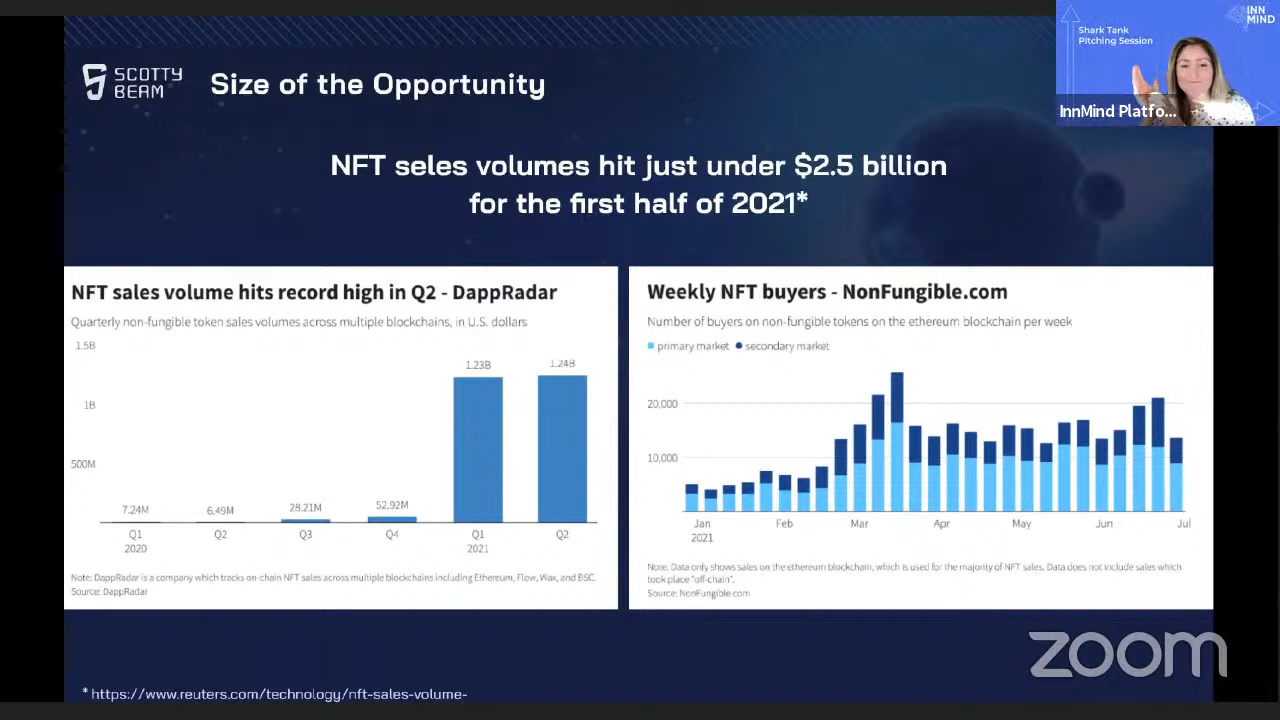 SCOTTY
BEAM
Size of the Opportunity
INN
MIND
Shark Tank
Pitching Session
InnMind Platfo...
NFT seles volumes hit just under $2.5 billion
for the first half of 2021*
NFT sales volume hits record high in Q2 - DappRadar
Quarterly non-fungible token sales volumes across multiple blockchains, in U.S. dollars
1.5B
1B
500M
7.24M
6.49M
28.21M
52.92M
1.23B
1.24B
Q1 Q2 Q3 Q4 Q1 Q2
2020 2021
Note: DappRadar is a company which tracks on-chain NFT sales across multiple blockchains including Ethereum, Flow, Wax, and BSC.
Source: DappRadar
Weekly NFT buyers - NonFungible.com
Number of buyers on non-fungible tokens on the ethereum blockchain per week
primary market secondary market
20,000
10,000
Jan Feb Mar Apr May Jun Jul
2021
Note. Data only shows sales on the ethereum blockchain, which is used for the majority of NFT sales. Data does not include sales which
took place "off-chain".
Source: NonFungible.com
zoom
* https://www.reuters.com/technology/nft-sales-volume-